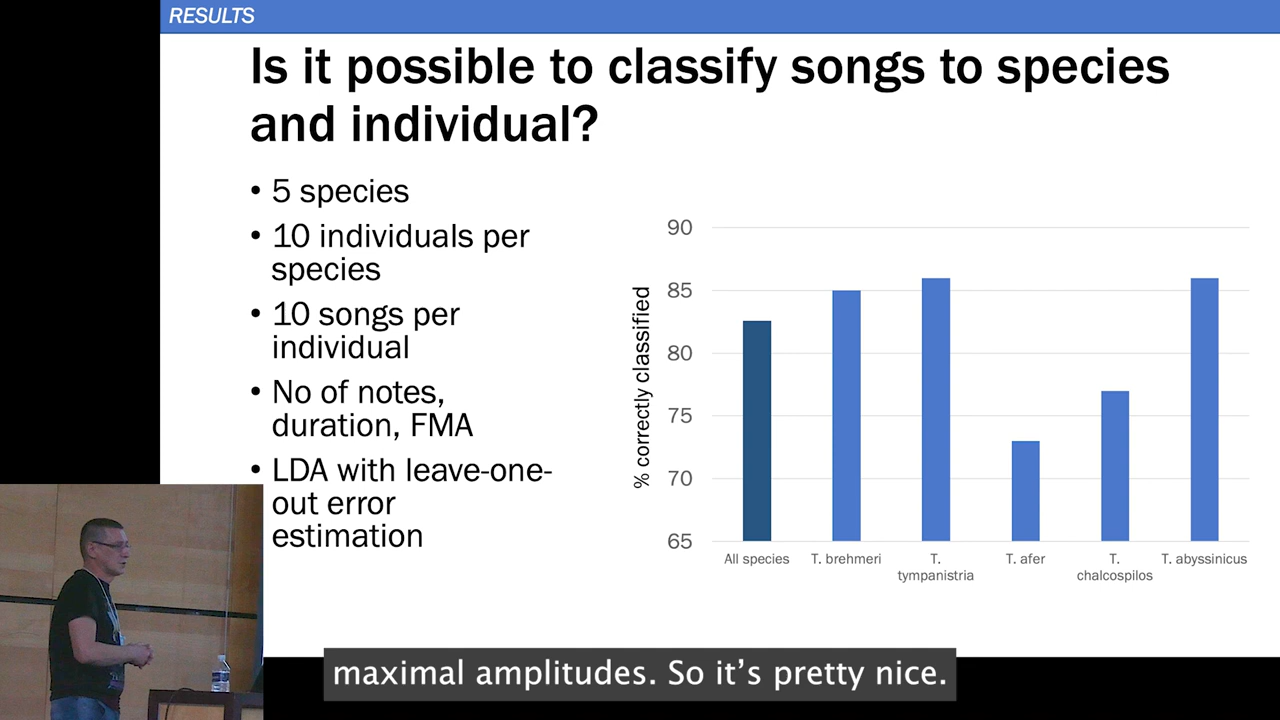 RESULTS
Is it possible to classify songs to species
and individual?
• 5 species
• 10 individuals per
species
• 10 songs per
individual
• No of notes,
duration, FMA
• LDA with leave-one-
out error
estimation
% correctly classified
90
85
80
75
70
65
All species
T. brehmeri
T.
tympanistria
T. afer
T.
chalcospilos
T. abyssinicus
maximal amplitudes. So it's pretty nice.